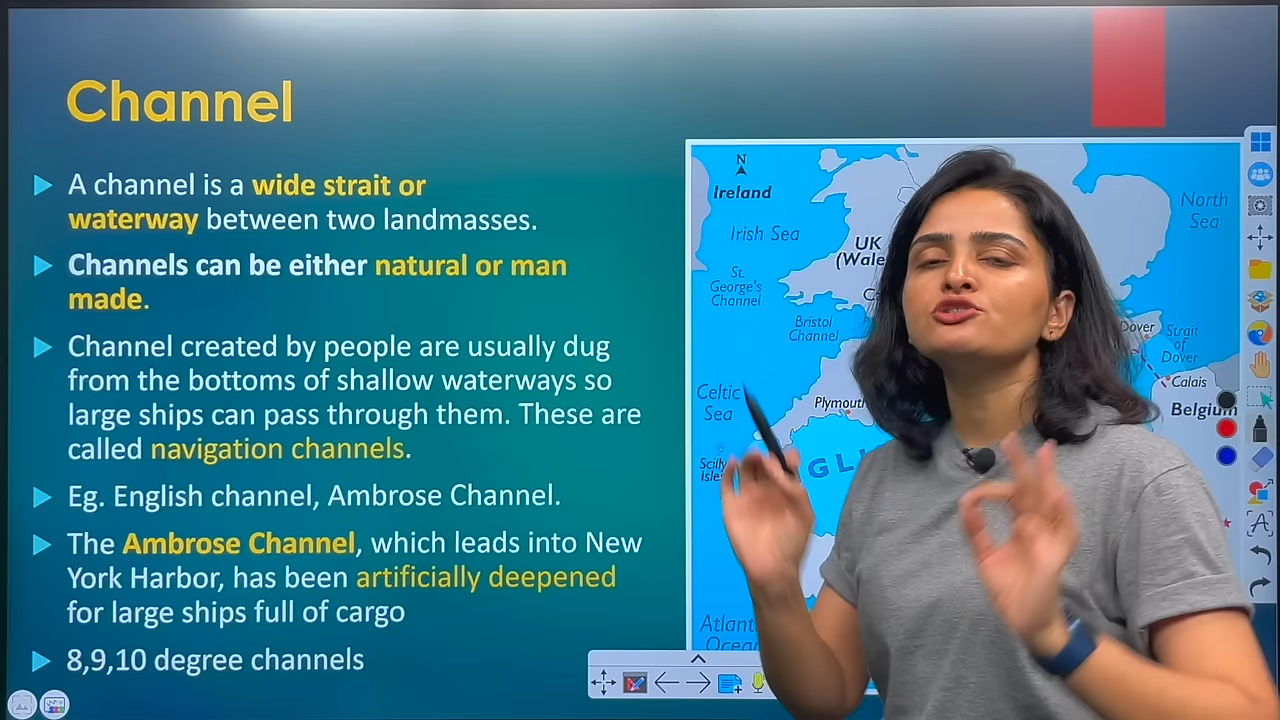 Channel
A channel is a wide strait or
waterway between two landmasses.
Channels can be either natural or man
made.
Channel created by people are usually dug
from the bottoms of shallow waterways so
large ships can pass through them. These are
called navigation channels.
Eg. English channel, Ambrose Channel.
The Ambrose Channel, which leads into New
York Harbor, has been artificially deepened
for large ships full of cargo
8,9,10 degree channels
N
Ireland
Irish Sea
North
Sea
UK
St.
George's
Channel
Bristol
Channel
Dover
Strait
of
Dover
Calais
Belgium
Celtic
Sea
Plymouth
Scilly
Isles
A